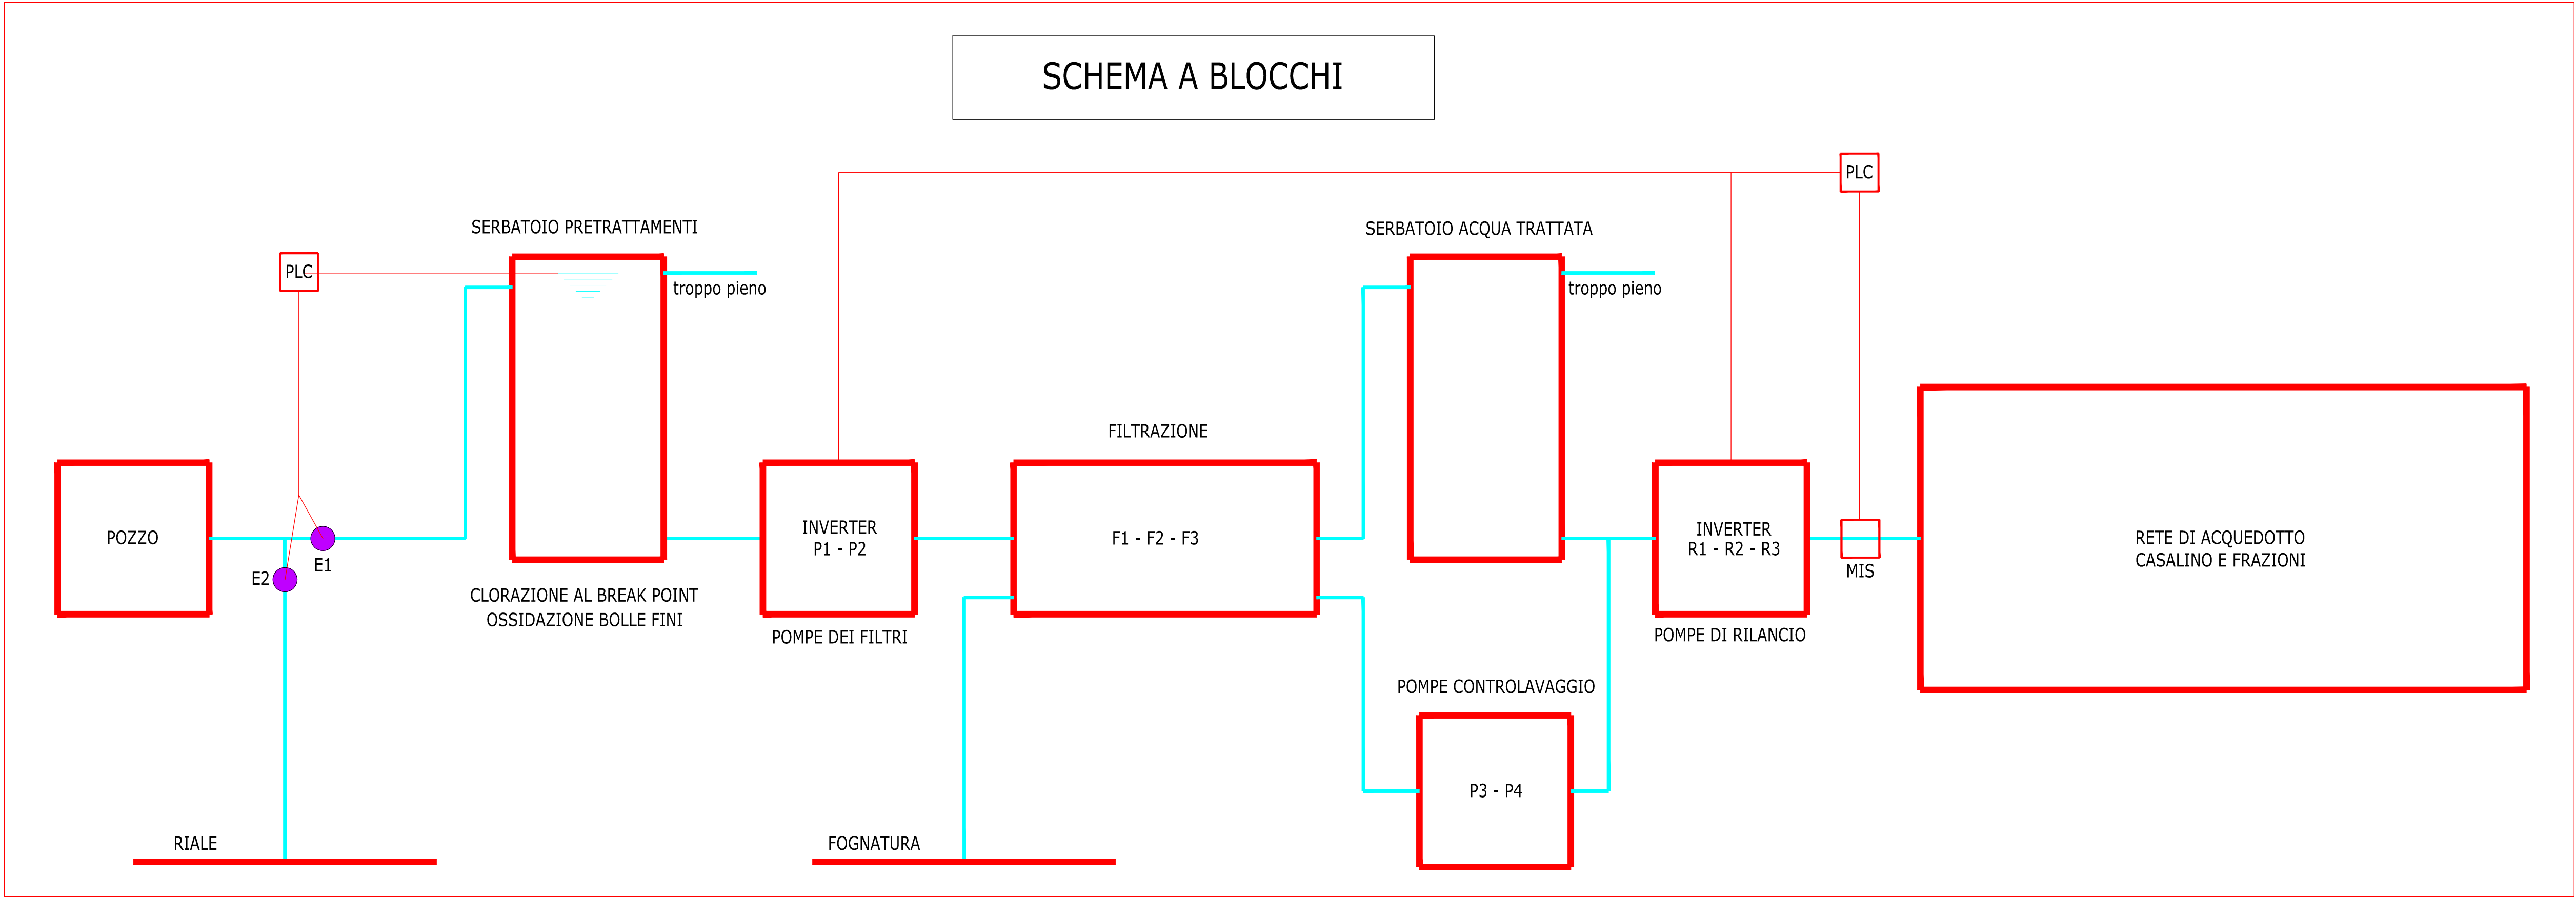 SCHEMA A BLOCCHI
PLC
SERBATOIO PRETRATTAMENTI
SERBATOIO ACQUA TRATTATA
PLC
troppo pieno
troppo pieno
FILTRAZIONE
POZZO
E1
E2
INVERTER
P1 - P2
F1 - F2 - F3
INVERTER
R1 - R2 - R3
MIS
RETE DI ACQUEDOTTO
CASALINO E FRAZIONI
CLORAZIONE AL BREAK POINT
OSSIDAZIONE BOLLE FINI
POMPE DEI FILTRI
POMPE DI RILANCIO
POMPE CONTROLAVAGGIO
P3 - P4
RIALE
FOGNATURA